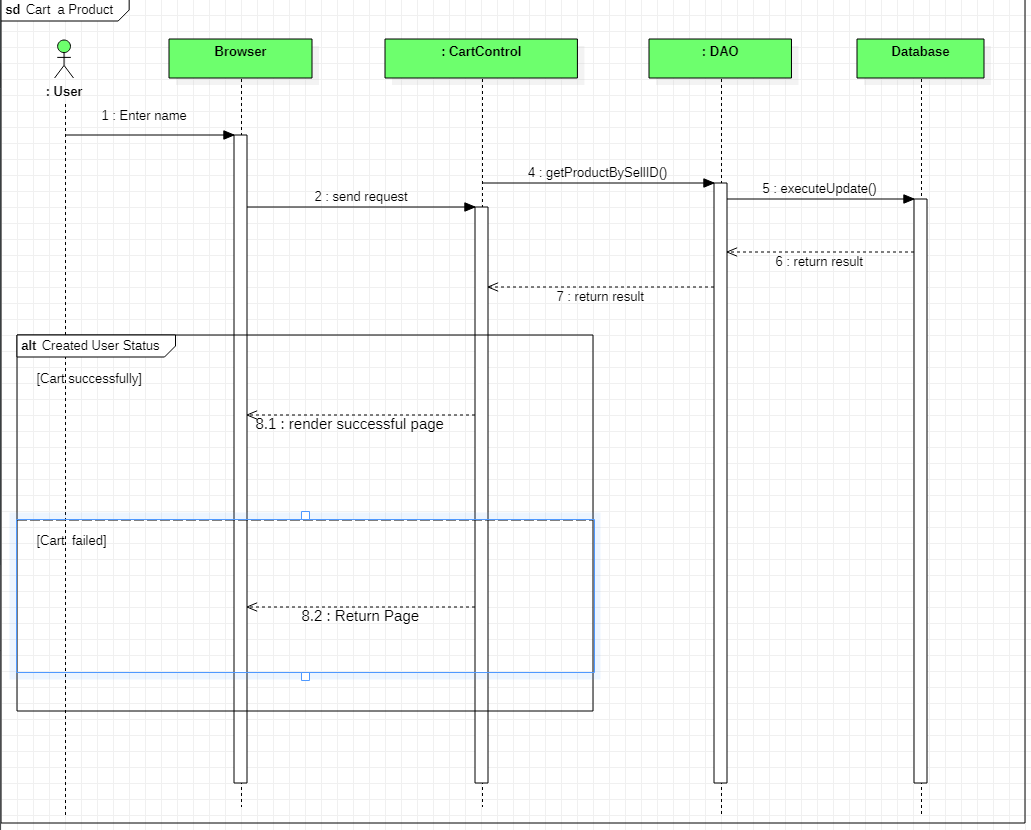 sd Cart a Product
Browser
: CartControl
: DAO
Database
: User
1 : Enter name
4 : getProductBySellID()
5 : executeUpdate()
2 : send request
6 : return result
7 : return result
alt Created User Status
[Cart successfully]
8.1 : render successful page
[Cart failed]
8.2 : Return Page